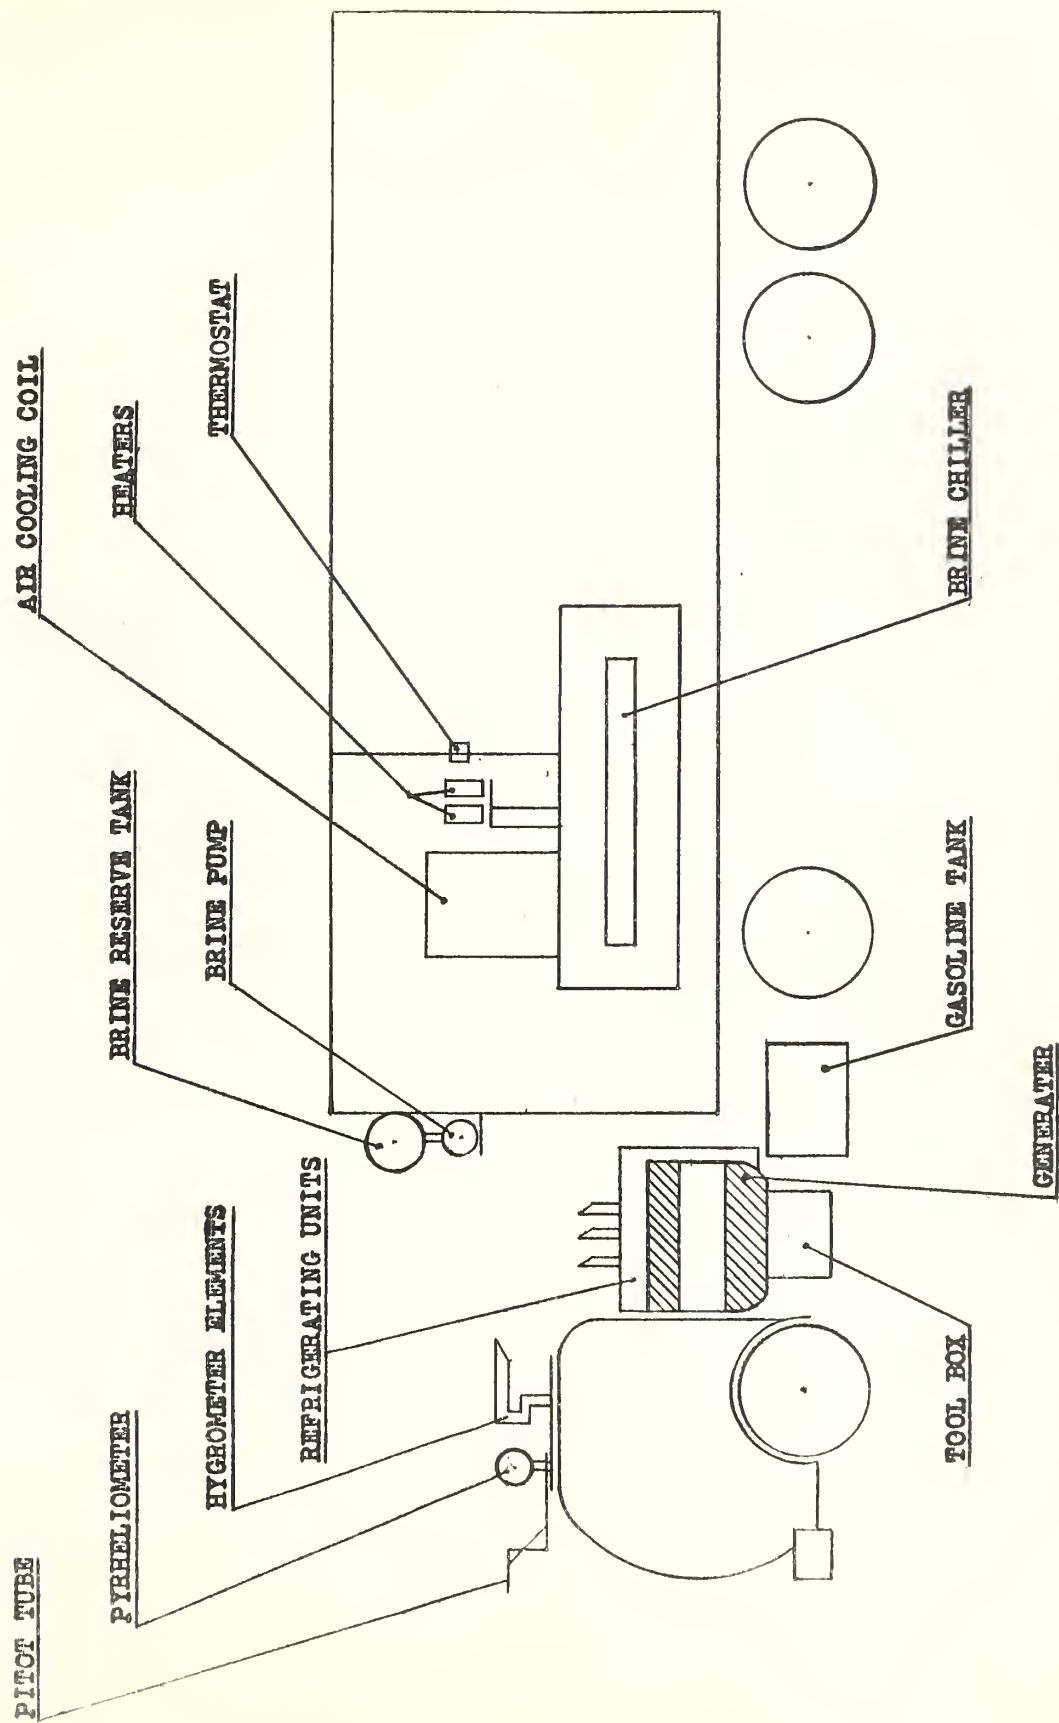 PITOT TUBE
PYRHELIOMETER
HYGROMETER ELEMENTS
REFRIGERATING UNITS
BRINE RESERVE TANK
BRINE PUMP
AIR COOLING COIL
HEATERS
THERMOSTAT
TOOL BOX
GENERATER
GASOLINE TANK
BRINE CHILLER